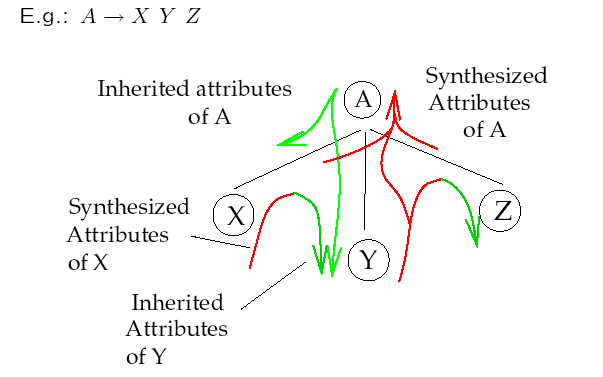 E.g.: A → X Y Z
Inherited attributes
of A
A
Synthesized
Attributes
of A
Synthesized
Attributes
of X
X
Z
Y
Inherited
Attributes
of Y